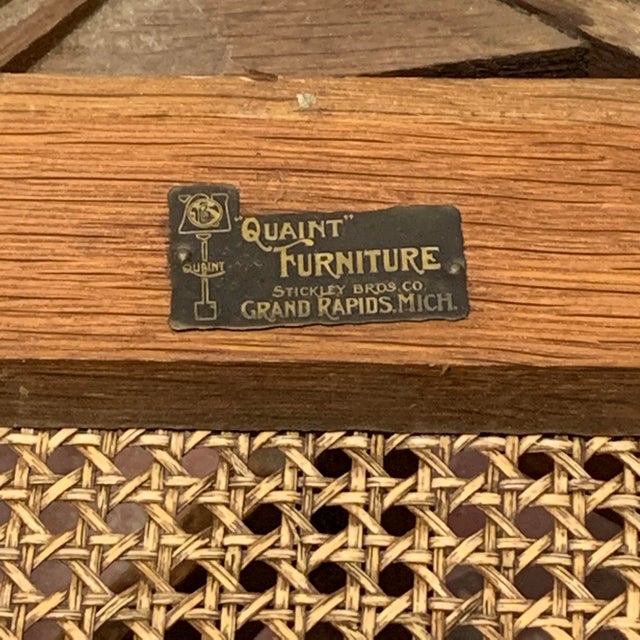 "QUAINT"
FURNITURE
QUAINT
STICKLEY BROS. CO.
GRAND RAPIDS, MICH.